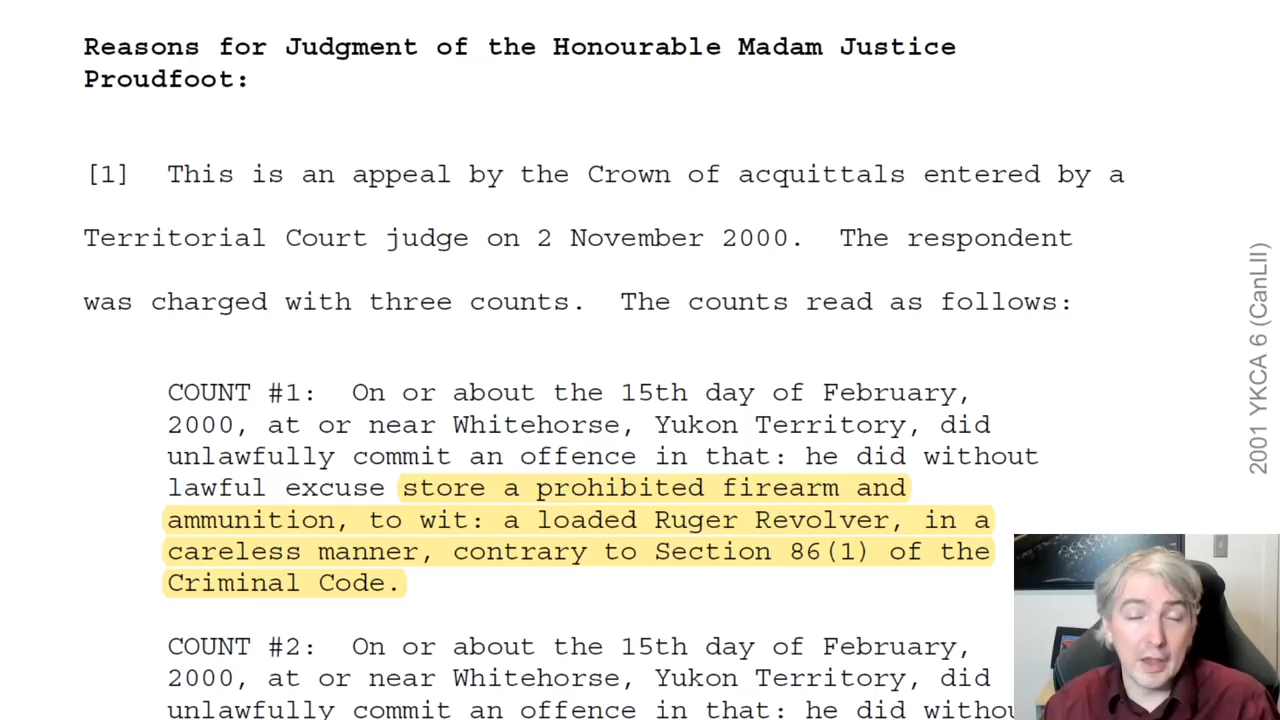 Reasons for Judgment of the Honourable Madam Justice
Proudfoot:
[1] This is an appeal by the Crown of acquittals entered by a
Territorial Court judge on 2 November 2000. The respondent
was charged with three counts. The counts read as follows:
COUNT #1: On or about the 15th day of February,
2000, at or near Whitehorse, Yukon Territory, did
unlawfully commit an offence in that: he did without
lawful excuse store a prohibited firearm and
ammunition, to wit: a loaded Ruger Revolver, in a
careless manner, contrary to Section 86(1) of the
Criminal Code.
COUNT #2: On or about the 15th day of February,
2000, at or near Whitehorse, Yukon Territory, did
unlawfully commit an offence in that: he did
2001 YKCA 6 (CanLII)